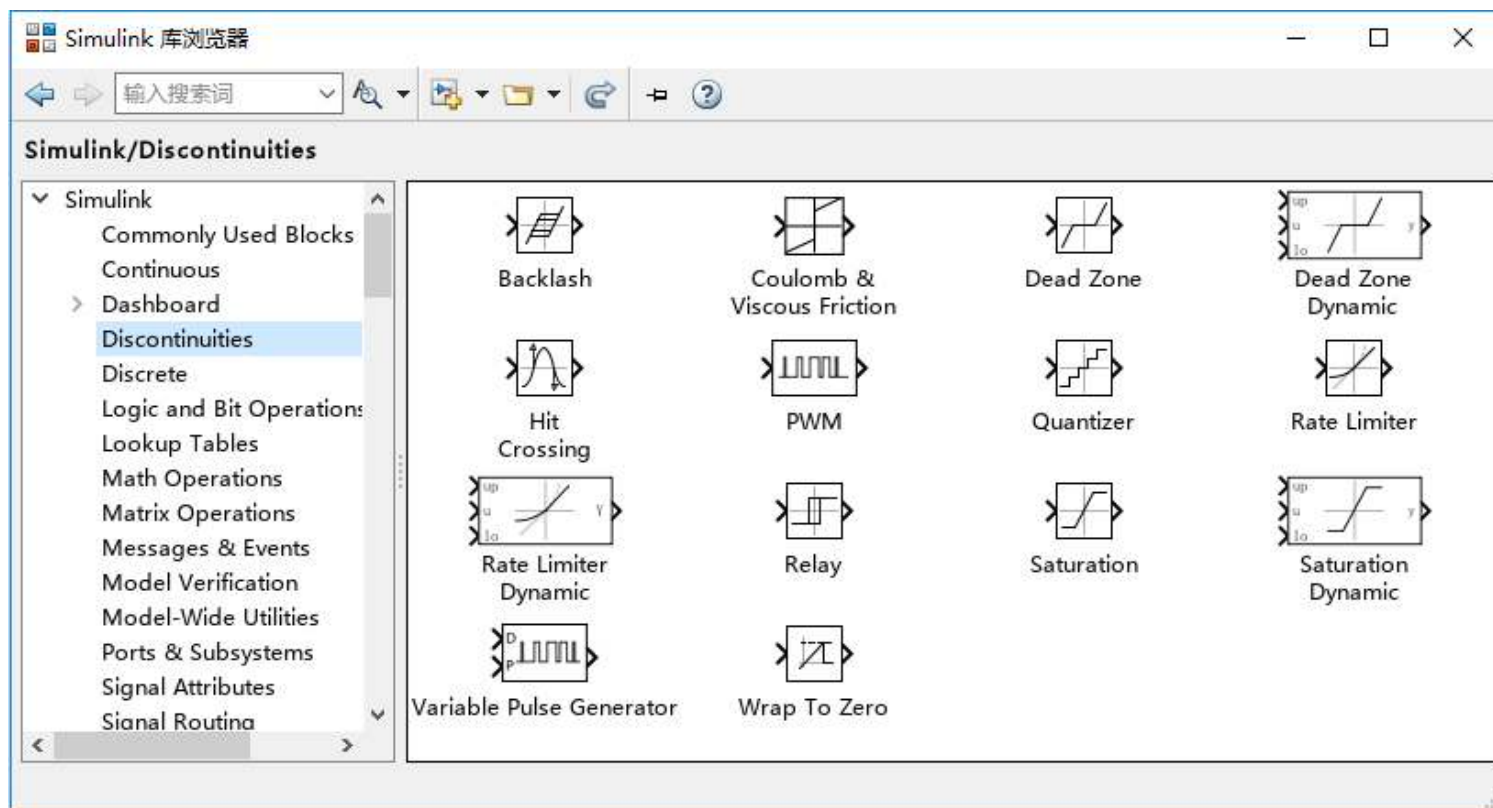 Simulink 库浏览器
输入搜索词
Simulink/Discontinuities
Simulink
Commonly Used Blocks
Continuous
Dashboard
Discontinuities
Discrete
Logic and Bit Operations
Lookup Tables
Math Operations
Matrix Operations
Messages & Events
Model Verification
Model-Wide Utilities
Ports & Subsystems
Signal Attributes
Signal Routing
Backlash
Coulomb &
Viscous Friction
Dead Zone
up
u
lo
y
Dead Zone
Dynamic
Hit
Crossing
PWM
Quantizer
Rate Limiter
up
u
lo
Y
Rate Limiter
Dynamic
Relay
Saturation
up
u
lo
y
Saturation
Dynamic
D
P
Variable Pulse Generator
Wrap To Zero